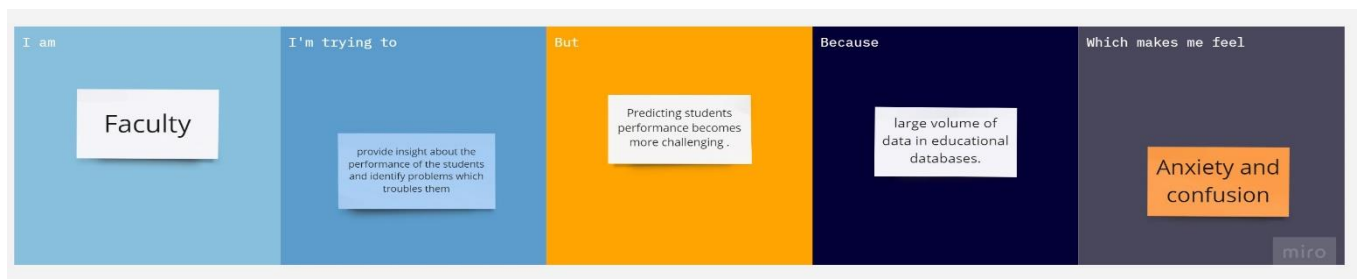 I am
Faculty
I'm trying to
provide insight about the
performance of the students
and identify problems which
troubles them
But
Predicting students
performance becomes
more challenging .
Because
large volume of
data in educational
databases.
Which makes me feel
Anxiety and
confusion
miro